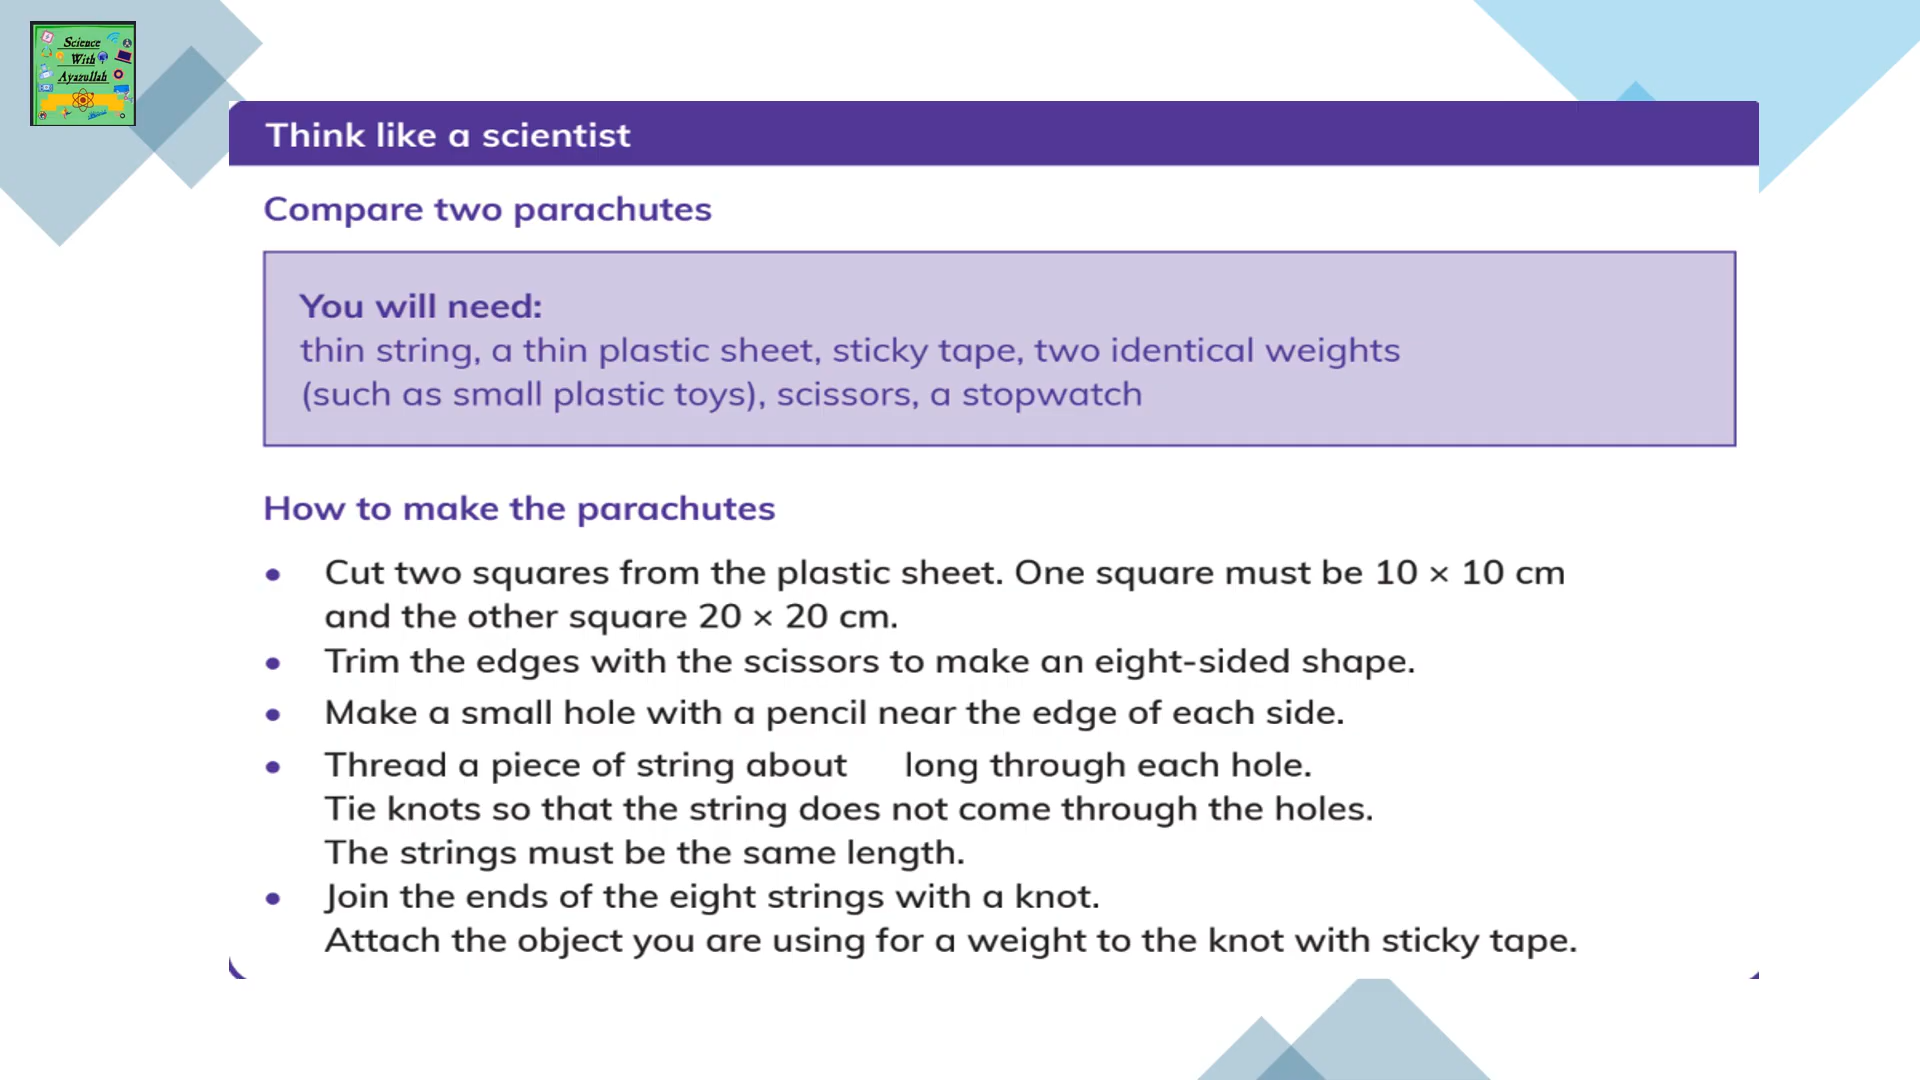 Science
With
Ayazullah
Think like a scientist
Compare two parachutes
You will need:
thin string, a thin plastic sheet, sticky tape, two identical weights
(such as small plastic toys), scissors, a stopwatch
How to make the parachutes
• Cut two squares from the plastic sheet. One square must be 10 × 10 cm
and the other square 20 × 20 cm.
• Trim the edges with the scissors to make an eight-sided shape.
• Make a small hole with a pencil near the edge of each side.
• Thread a piece of string about long through each hole.
Tie knots so that the string does not come through the holes.
The strings must be the same length.
• Join the ends of the eight strings with a knot.
Attach the object you are using for a weight to the knot with sticky tape.